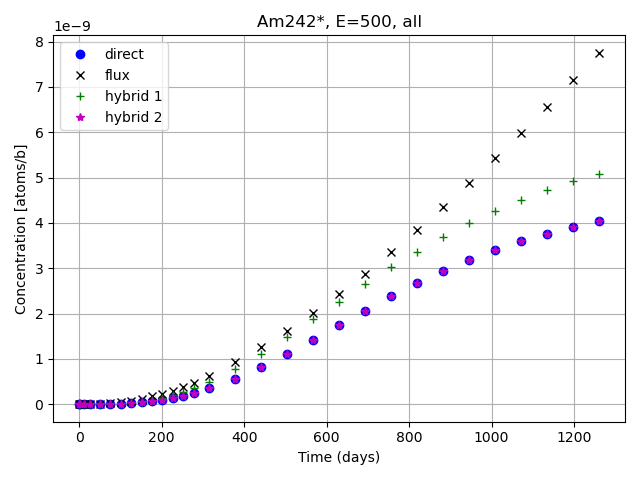 Am242*, E=500, all
1e−9
8
7
6
5
4
3
2
1
0
Concentration [atoms/b]
direct
flux
hybrid 1
hybrid 2
0 200 400 600 800 1000 1200
Time (days)